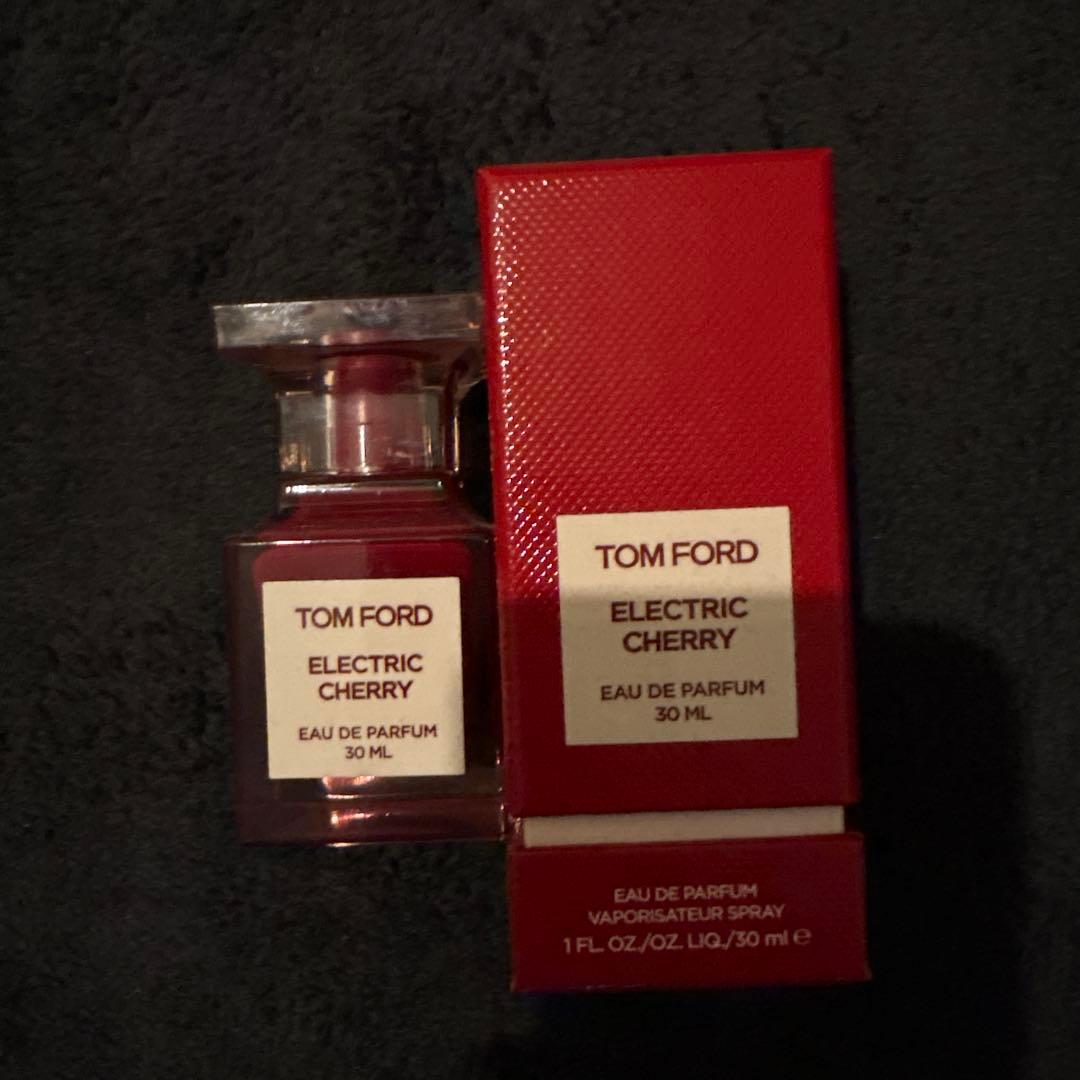 TOM FORD
ELECTRIC
CHERRY
EAU DE PARFUM
30 ML
TOM FORD
ELECTRIC
CHERRY
EAU DE PARFUM
30 ML
EAU DE PARFUM
VAPORISATEUR SPRAY
1 FL. OZ./OZ. LIQ./30 ml ℮